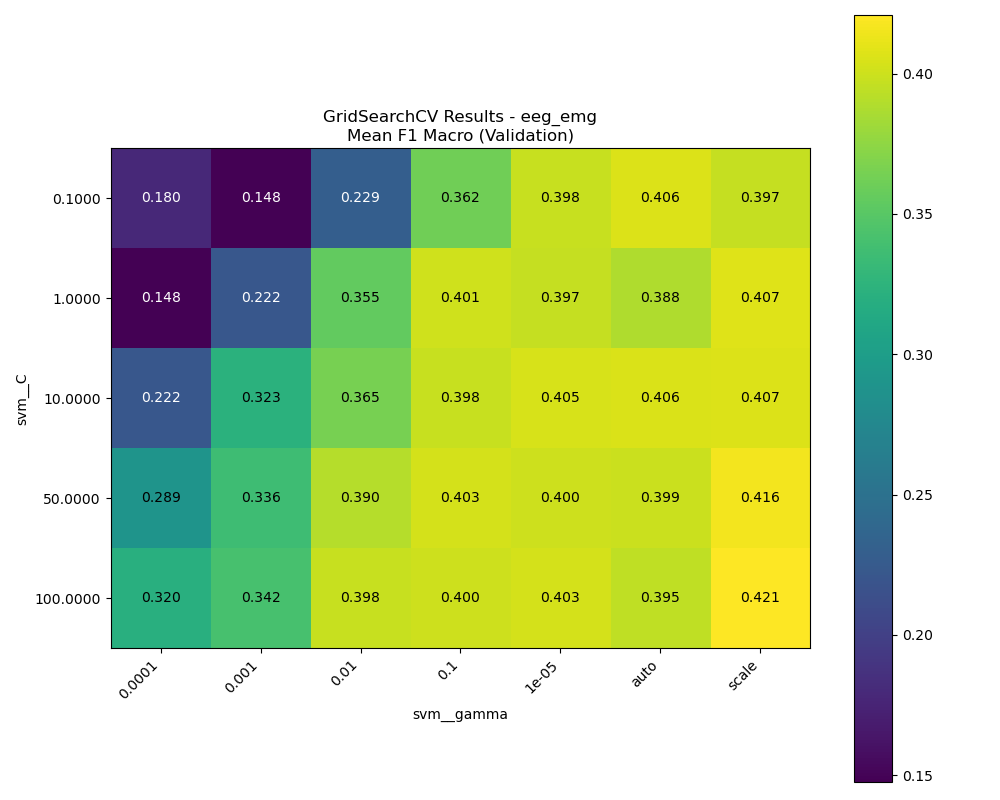 GridSearchCV Results - eeg_emg
Mean F1 Macro (Validation)
0.1000 0.180 0.148 0.229 0.362 0.398 0.406 0.397
1.0000 0.148 0.222 0.355 0.401 0.397 0.388 0.407
10.0000 0.222 0.323 0.365 0.398 0.405 0.406 0.407
50.0000 0.289 0.336 0.390 0.403 0.400 0.399 0.416
100.0000 0.320 0.342 0.398 0.400 0.403 0.395 0.421
svm__C
0.0001 0.001 0.01 0.1 1e-05 auto scale
svm__gamma
0.40
0.35
0.30
0.25
0.20
0.15